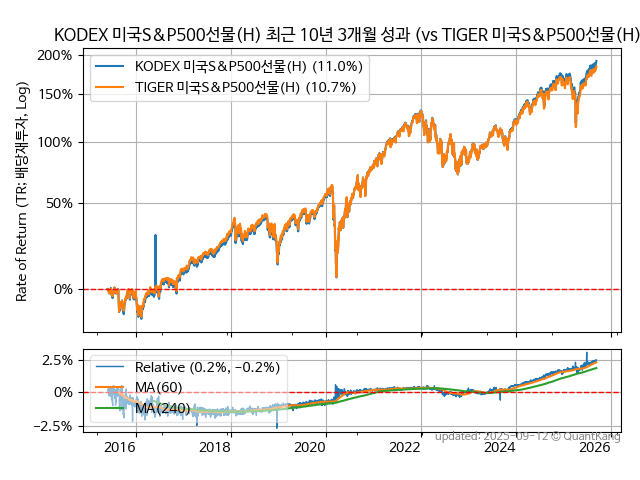 KODEX 미국S&P500선물(H) 최근 10년 3개월 성과 (vs TIGER 미국S&P500선물(H)
Rate of Return (TR: 배당재투자, Log)
200%
150%
100%
50%
0%
KODEX 미국S&P500선물(H) (11.0%)
TIGER 미국S&P500선물(H) (10.7%)
2.5%
0%
−2.5%
Relative (0.2%, -0.2%)
MA(60)
MA(240)
updated: 2025-09-12 © QuantKang
2016 2018 2020 2022 2024 2026